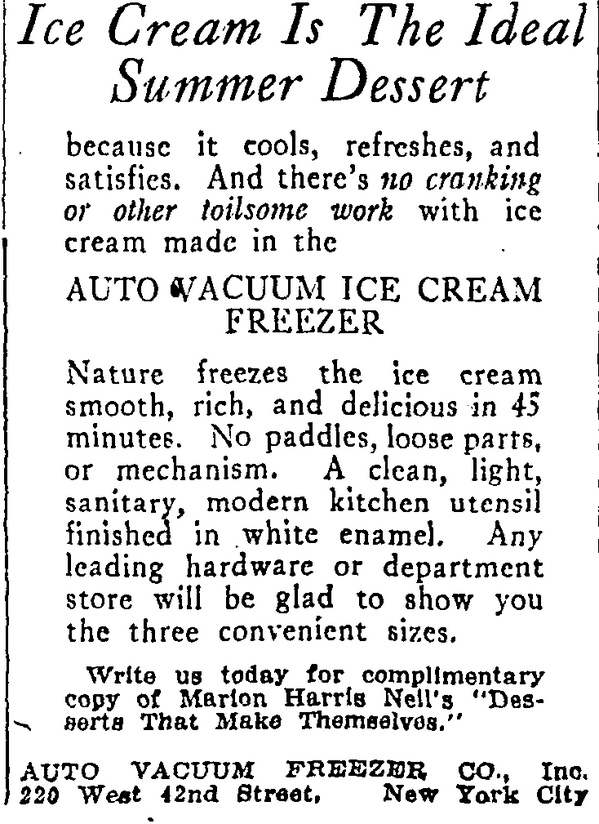 Ice Cream Is The Ideal
Summer Dessert
because it cools, refreshes, and
satisfies. And there's no cranking
or other toilsome work with ice
cream made in the
AUTO VACUUM ICE CREAM
FREEZER
Nature freezes the ice cream
smooth, rich, and delicious in 45
minutes. No paddles, loose parts,
or mechanism. A clean, light,
sanitary, modern kitchen utensil
finished in white enamel. Any
leading hardware or department
store will be glad to show you
the three convenient sizes.
Write us today for complimentary
copy of Marion Harris Neil's "Des-
serts That Make Themselves."
AUTO VACUUM FREEZER CO., Inc.
220 West 42nd Street, New York City